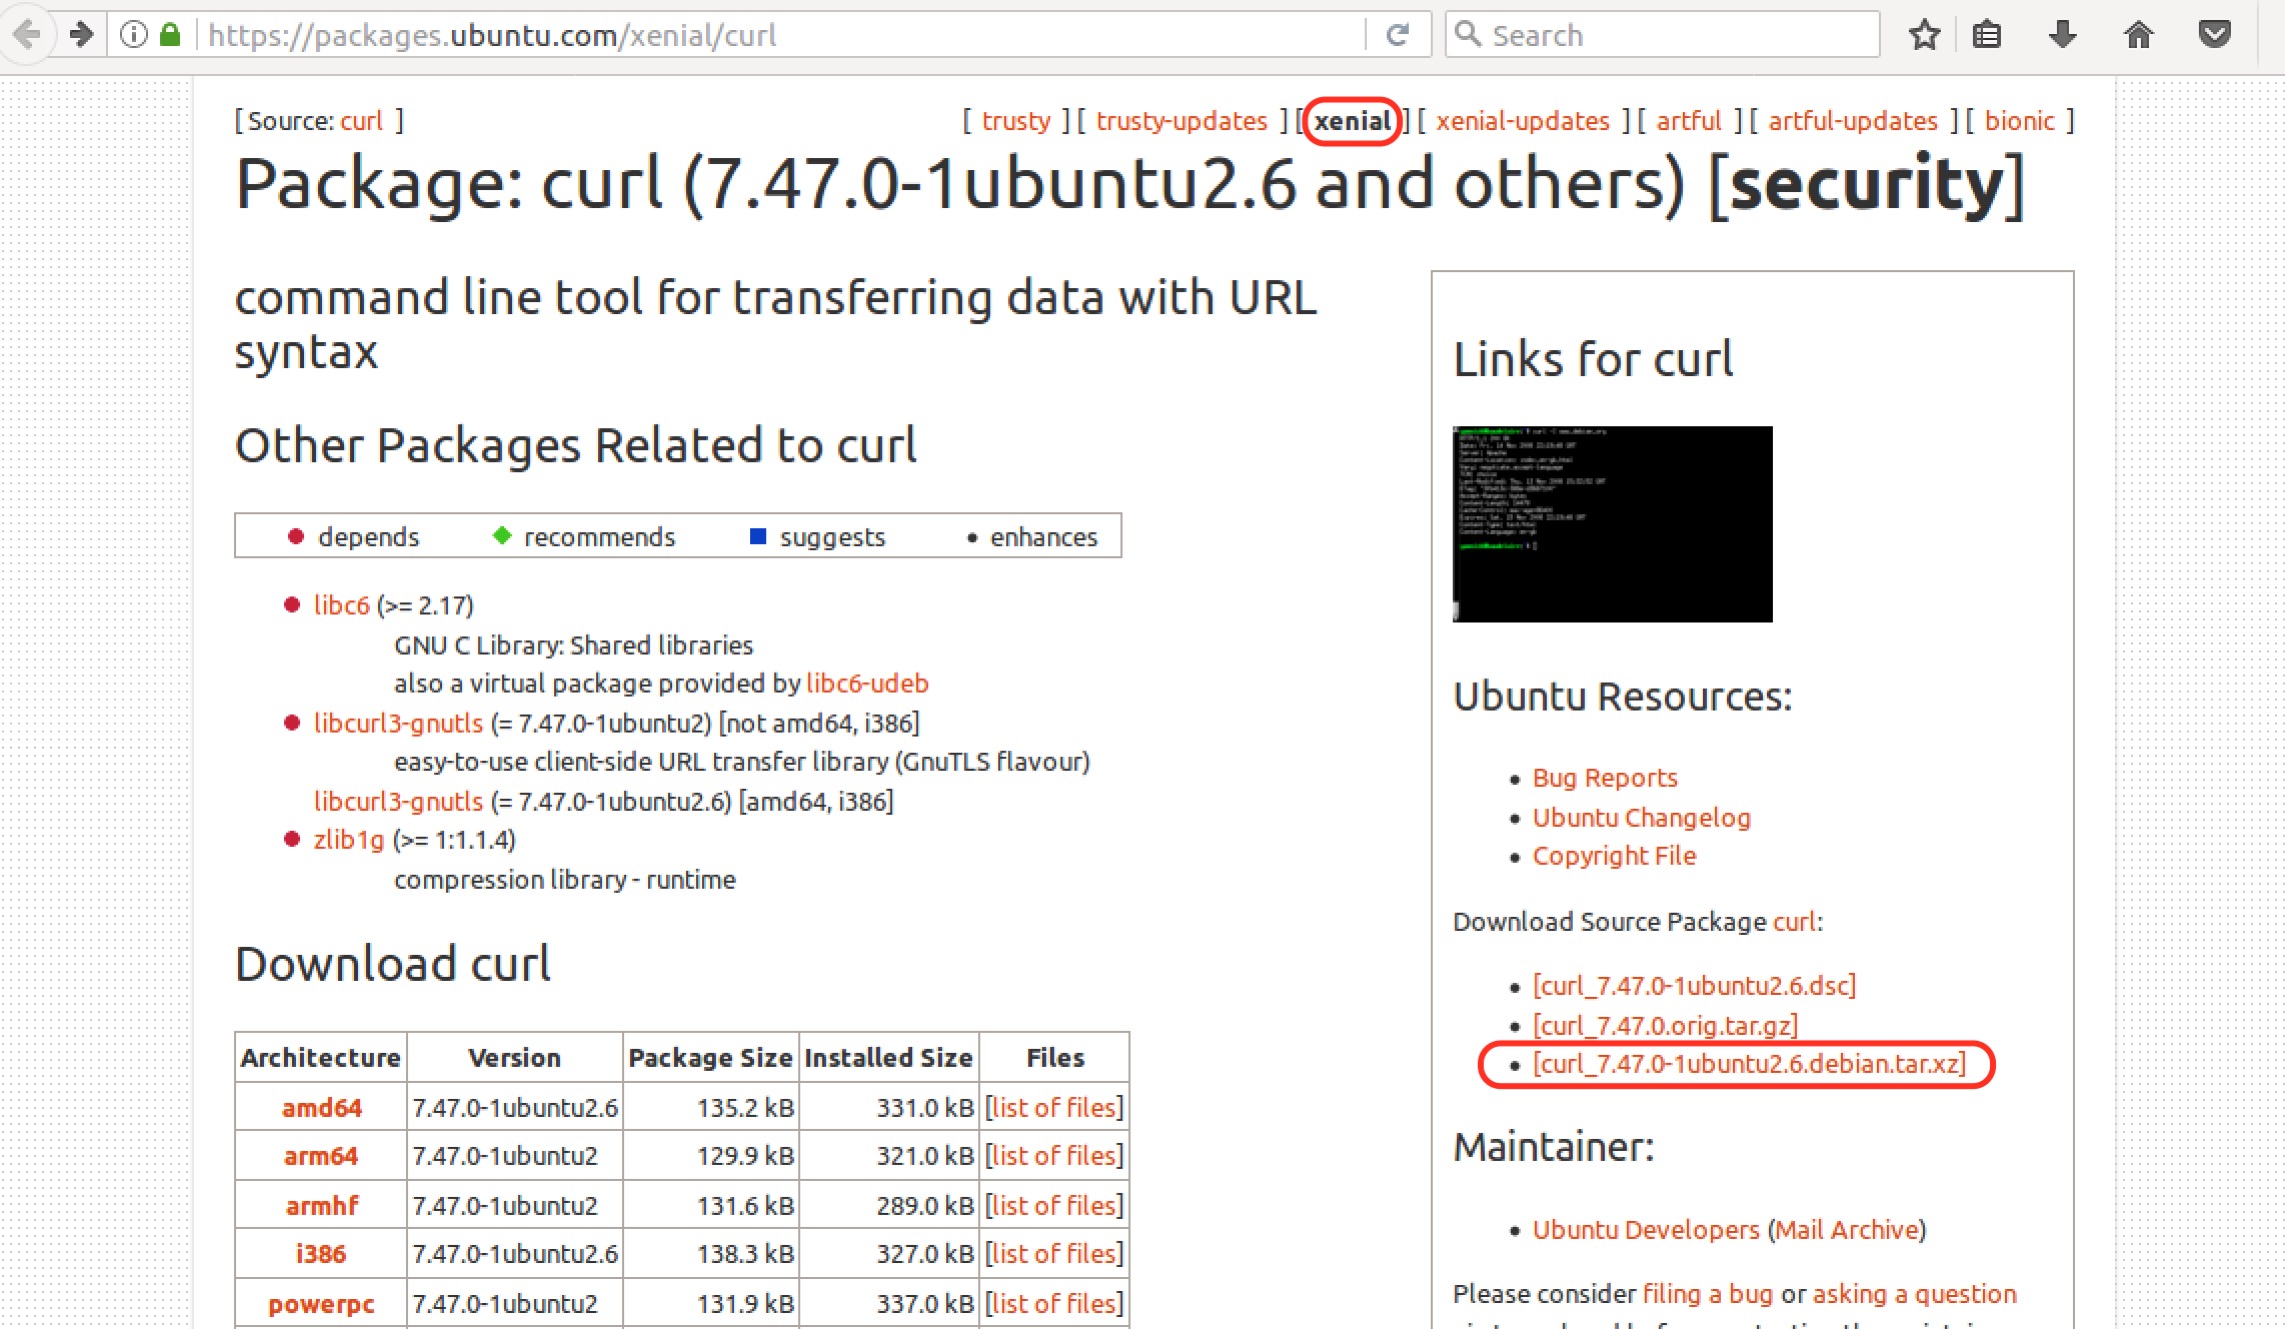 https://packages.ubuntu.com/xenial/curl
Search
[ Source: curl ]
[ trusty ] [ trusty-updates ] [ xenial ] [ xenial-updates ] [ artful ] [ artful-updates ] [ bionic ]
Package: curl (7.47.0-1ubuntu2.6 and others) [security]
command line tool for transferring data with URL
syntax
Other Packages Related to curl
depends recommends suggests enhances
libc6 (>= 2.17)
GNU C Library: Shared libraries
also a virtual package provided by libc6-udeb
libcurl3-gnutls (= 7.47.0-1ubuntu2) [not amd64, i386]
easy-to-use client-side URL transfer library (GnuTLS flavour)
libcurl3-gnutls (= 7.47.0-1ubuntu2.6) [amd64, i386]
zlib1g (>= 1:1.1.4)
compression library - runtime
Download curl
Architecture Version Package Size Installed Size Files
amd64 7.47.0-1ubuntu2.6 135.2 kB 331.0 kB [list of files]
arm64 7.47.0-1ubuntu2 129.9 kB 321.0 kB [list of files]
armhf 7.47.0-1ubuntu2 131.6 kB 289.0 kB [list of files]
i386 7.47.0-1ubuntu2.6 138.3 kB 327.0 kB [list of files]
powerpc 7.47.0-1ubuntu2 131.9 kB 337.0 kB [list of files]
Links for curl
Ubuntu Resources:
Bug Reports
Ubuntu Changelog
Copyright File
Download Source Package curl:
[curl_7.47.0-1ubuntu2.6.dsc]
[curl_7.47.0.orig.tar.gz]
[curl_7.47.0-1ubuntu2.6.debian.tar.xz]
Maintainer:
Ubuntu Developers (Mail Archive)
Please consider filing a bug or asking a question